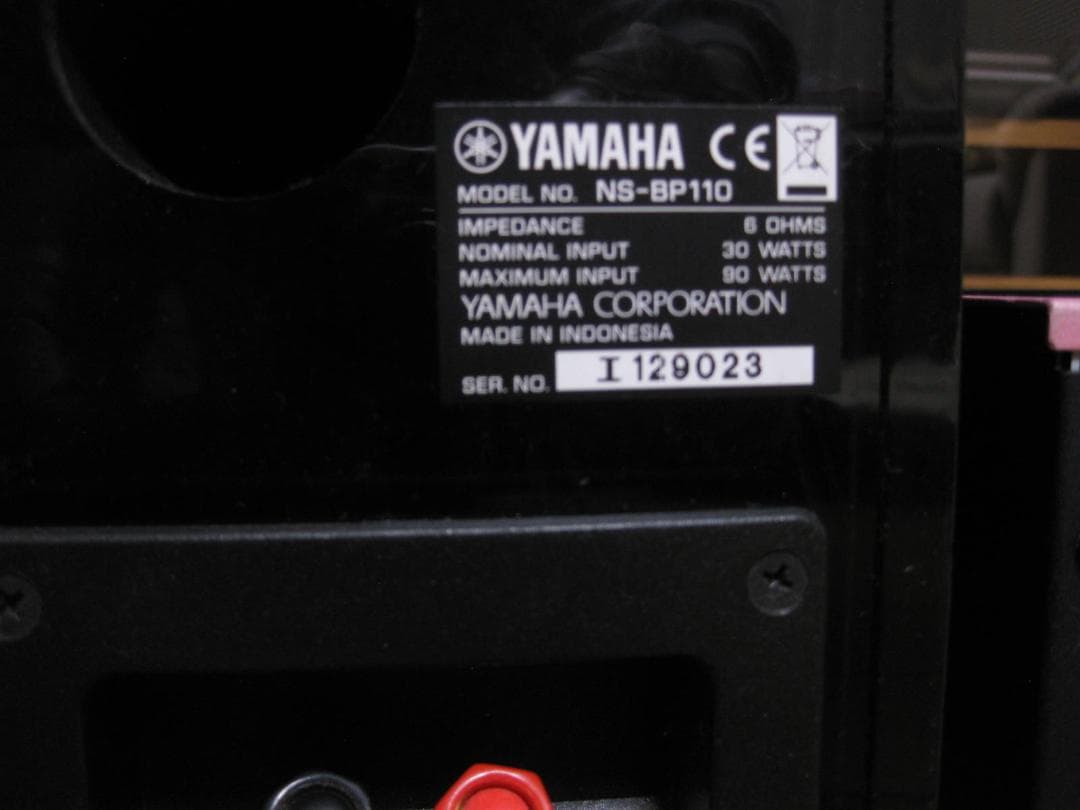 YAMAHA CE
MODEL NO. NS-BP110
IMPEDANCE 6 OHMS
NOMINAL INPUT 30 WATTS
MAXIMUM INPUT 90 WATTS
YAMAHA CORPORATION
MADE IN INDONESIA
SER. NO. I 129023